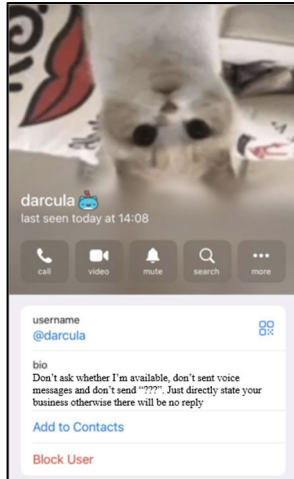 darcula
last seen today at 14:08
call video mute search more
username
@darcula
bio
Don't ask whether I'm available, don't sent voice
messages and don't send "???". Just directly state your
business otherwise there will be no reply
Add to Contacts
Block User